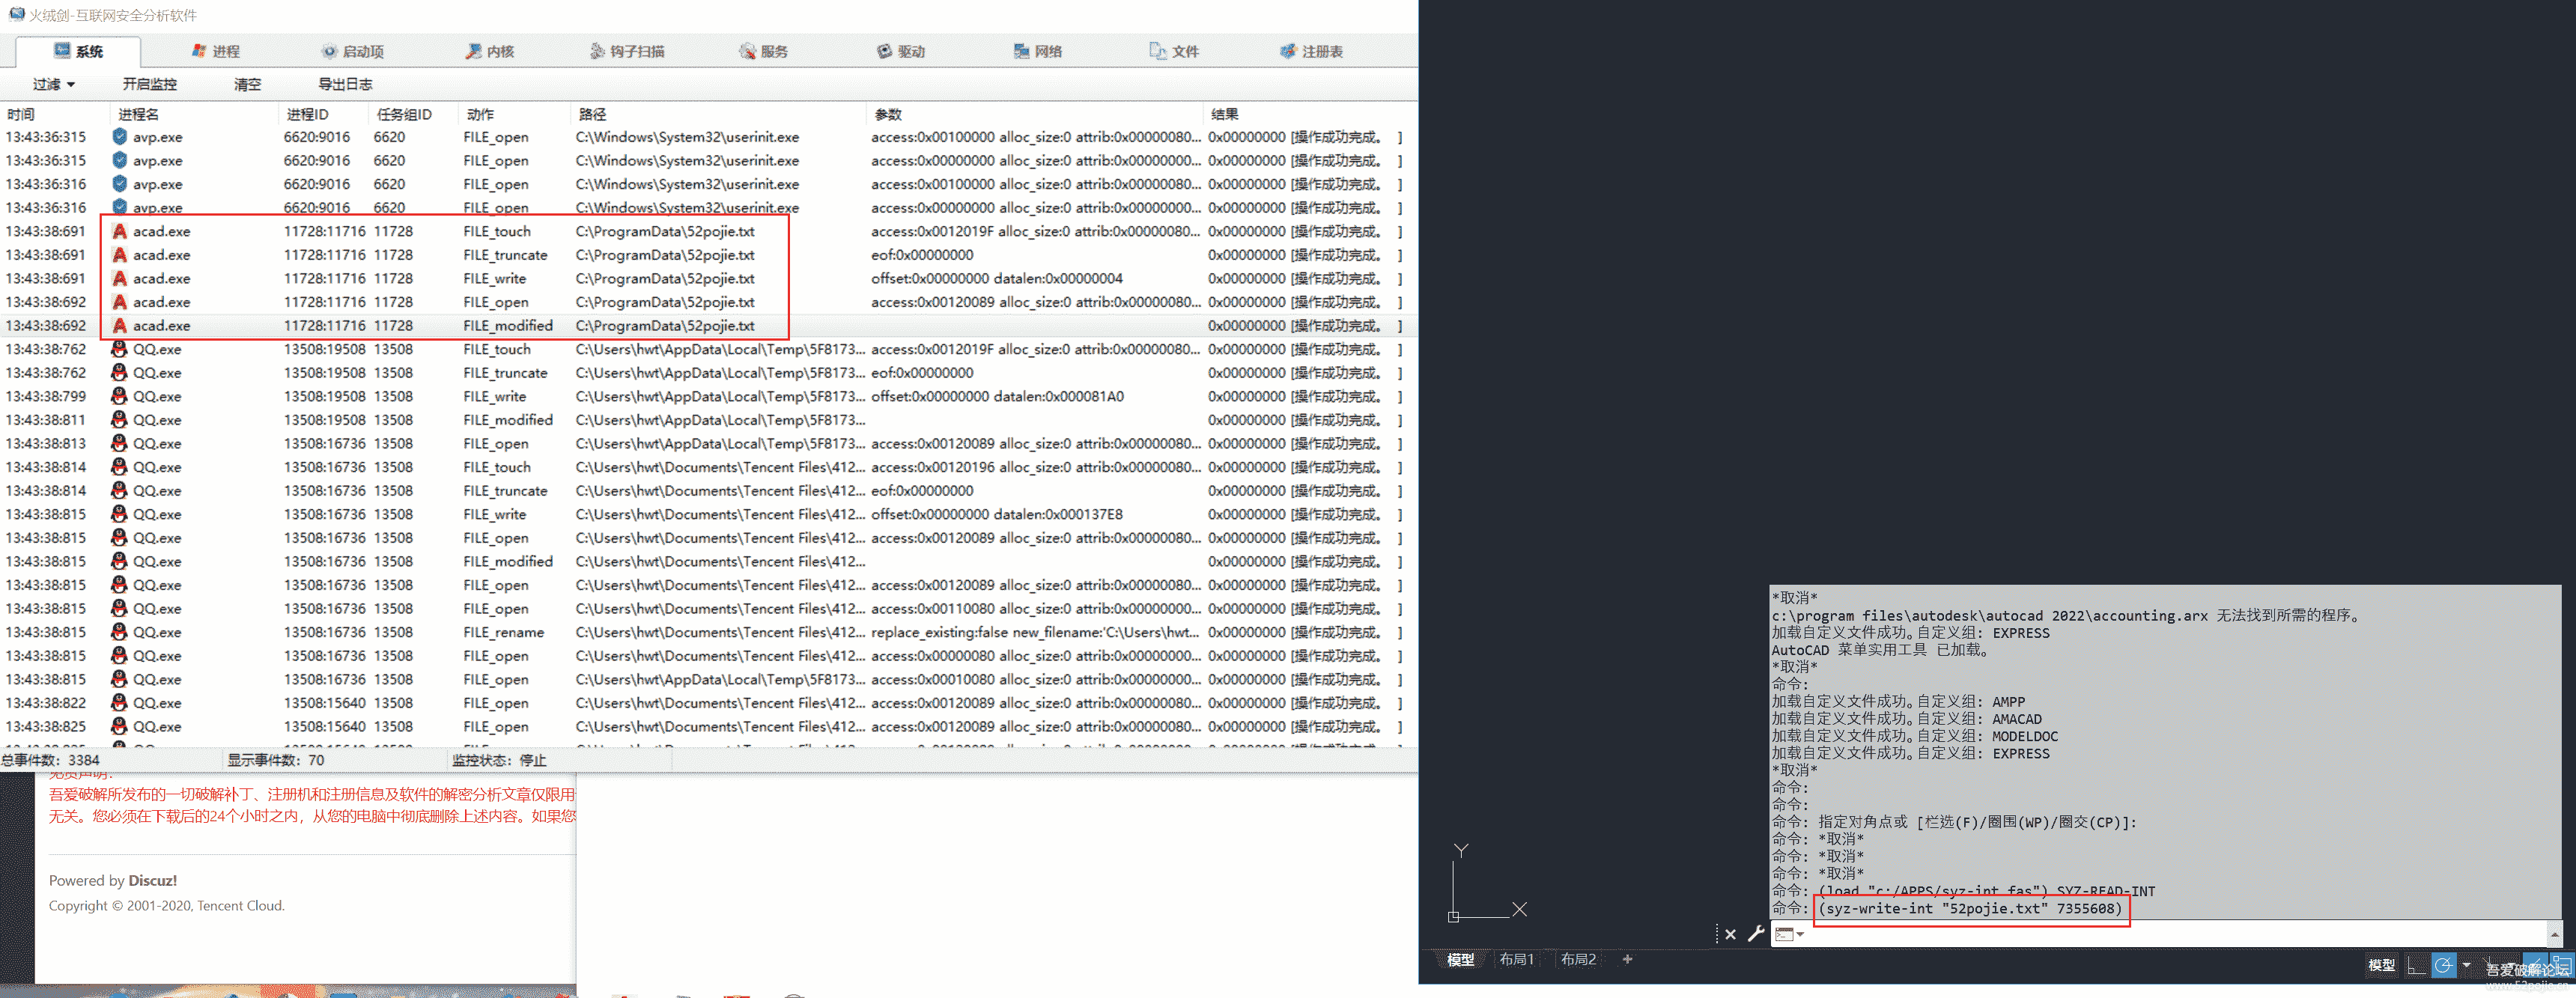 火绒剑-互联网安全分析软件
系统 进程 启动项 内核 钩子扫描 服务 驱动 网络 文件 注册表
过滤 开启监控 清空 导出日志
时间 进程名 进程ID 任务组ID 动作 路径 参数 结果
13:43:36:315 avp.exe 6620:9016 6620 FILE_open C:\Windows\System32\userinit.exe access:0x00100000 alloc_size:0 attrib:0x00000080... 0x00000000 [操作成功完成。 ]
13:43:36:315 avp.exe 6620:9016 6620 FILE_open C:\Windows\System32\userinit.exe access:0x00000000 alloc_size:0 attrib:0x00000080... 0x00000000 [操作成功完成。 ]
13:43:36:316 avp.exe 6620:9016 6620 FILE_open C:\Windows\System32\userinit.exe access:0x00100000 alloc_size:0 attrib:0x00000080... 0x00000000 [操作成功完成。 ]
13:43:36:316 avp.exe 6620:9016 6620 FILE_open C:\Windows\System32\userinit.exe access:0x00000000 alloc_size:0 attrib:0x00000080... 0x00000000 [操作成功完成。 ]
13:43:38:691 acad.exe 11728:11716 11728 FILE_touch C:\ProgramData\52pojie.txt access:0x0012019F alloc_size:0 attrib:0x00000080... 0x00000000 [操作成功完成。 ]
13:43:38:691 acad.exe 11728:11716 11728 FILE_truncate C:\ProgramData\52pojie.txt eof:0x00000000 0x00000000 [操作成功完成。 ]
13:43:38:691 acad.exe 11728:11716 11728 FILE_write C:\ProgramData\52pojie.txt offset:0x00000000 datalen:0x00000004 0x00000000 [操作成功完成。 ]
13:43:38:692 acad.exe 11728:11716 11728 FILE_open C:\ProgramData\52pojie.txt access:0x00120089 alloc_size:0 attrib:0x00000080... 0x00000000 [操作成功完成。 ]
13:43:38:692 acad.exe 11728:11716 11728 FILE_modified C:\ProgramData\52pojie.txt 0x00000000 [操作成功完成。 ]
13:43:38:762 QQ.exe 13508:19508 13508 FILE_touch C:\Users\hwt\AppData\Local\Temp\5F8173... access:0x0012019F alloc_size:0 attrib:0x00000080... 0x00000000 [操作成功完成。 ]
13:43:38:762 QQ.exe 13508:19508 13508 FILE_truncate C:\Users\hwt\AppData\Local\Temp\5F8173... eof:0x00000000 0x00000000 [操作成功完成。 ]
13:43:38:799 QQ.exe 13508:19508 13508 FILE_write C:\Users\hwt\AppData\Local\Temp\5F8173... offset:0x00000000 datalen:0x000081A0 0x00000000 [操作成功完成。 ]
13:43:38:811 QQ.exe 13508:19508 13508 FILE_modified C:\Users\hwt\AppData\Local\Temp\5F8173... 0x00000000 [操作成功完成。 ]
13:43:38:813 QQ.exe 13508:16736 13508 FILE_open C:\Users\hwt\AppData\Local\Temp\5F8173... access:0x00120089 alloc_size:0 attrib:0x00000080... 0x00000000 [操作成功完成。 ]
13:43:38:814 QQ.exe 13508:16736 13508 FILE_touch C:\Users\hwt\Documents\Tencent Files\412... access:0x00120196 alloc_size:0 attrib:0x00000080... 0x00000000 [操作成功完成。 ]
13:43:38:814 QQ.exe 13508:16736 13508 FILE_truncate C:\Users\hwt\Documents\Tencent Files\412... eof:0x00000000 0x00000000 [操作成功完成。 ]
13:43:38:815 QQ.exe 13508:16736 13508 FILE_write C:\Users\hwt\Documents\Tencent Files\412... offset:0x00000000 datalen:0x000137E8 0x00000000 [操作成功完成。 ]
13:43:38:815 QQ.exe 13508:16736 13508 FILE_open C:\Users\hwt\Documents\Tencent Files\412... access:0x00120089 alloc_size:0 attrib:0x00000080... 0x00000000 [操作成功完成。 ]
13:43:38:815 QQ.exe 13508:16736 13508 FILE_modified C:\Users\hwt\Documents\Tencent Files\412... 0x00000000 [操作成功完成。 ]
13:43:38:815 QQ.exe 13508:16736 13508 FILE_open C:\Users\hwt\Documents\Tencent Files\412... access:0x00120089 alloc_size:0 attrib:0x00000080... 0x00000000 [操作成功完成。 ]
13:43:38:815 QQ.exe 13508:16736 13508 FILE_open C:\Users\hwt\Documents\Tencent Files\412... access:0x00110080 alloc_size:0 attrib:0x00000000... 0x00000000 [操作成功完成。 ]
13:43:38:815 QQ.exe 13508:16736 13508 FILE_rename C:\Users\hwt\Documents\Tencent Files\412... replace_existing:false new_filename:'C:\Users\hwt... 0x00000000 [操作成功完成。 ]
13:43:38:815 QQ.exe 13508:16736 13508 FILE_open C:\Users\hwt\Documents\Tencent Files\412... access:0x00000080 alloc_size:0 attrib:0x00000000... 0x00000000 [操作成功完成。 ]
13:43:38:815 QQ.exe 13508:16736 13508 FILE_open C:\Users\hwt\AppData\Local\Temp\5F8173... access:0x00010080 alloc_size:0 attrib:0x00000000... 0x00000000 [操作成功完成。 ]
13:43:38:822 QQ.exe 13508:15640 13508 FILE_open C:\Users\hwt\Documents\Tencent Files\412... access:0x00120089 alloc_size:0 attrib:0x00000080... 0x00000000 [操作成功完成。 ]
13:43:38:825 QQ.exe 13508:15640 13508 FILE_open C:\Users\hwt\Documents\Tencent Files\412... access:0x00120089 alloc_size:0 attrib:0x00000080... 0x00000000 [操作成功完成。 ]
总事件数: 3384 显示事件数: 70 监控状态: 停止
免责声明:
吾爱破解所发布的一切破解补丁、注册机和注册信息及软件的解密分析文章仅限用
无关。您必须在下载后的24个小时之内，从您的电脑中彻底删除上述内容。如果您
Powered by Discuz!
Copyright © 2001-2020, Tencent Cloud.
*取消*
c:\program files\autodesk\autocad 2022\accounting.arx 无法找到所需的程序。
加载自定义文件成功。自定义组: EXPRESS
AutoCAD 菜单实用工具 已加载。
*取消*
命令:
加载自定义文件成功。自定义组: AMPP
加载自定义文件成功。自定义组: AMACAD
加载自定义文件成功。自定义组: MODELDOC
加载自定义文件成功。自定义组: EXPRESS
*取消*
命令:
命令:
命令: 指定对角点或 [栏选(F)/圈围(WP)/圈交(CP)]:
命令: *取消*
命令: *取消*
命令: *取消*
命令: (load "c:/APPS/syz-int.fas") SYZ-READ-INT
命令: (syz-write-int "52pojie.txt" 7355608)
Y
X
模型 布局1 布局2 +
模型
吾爱破解论坛
www.52pojie.cn